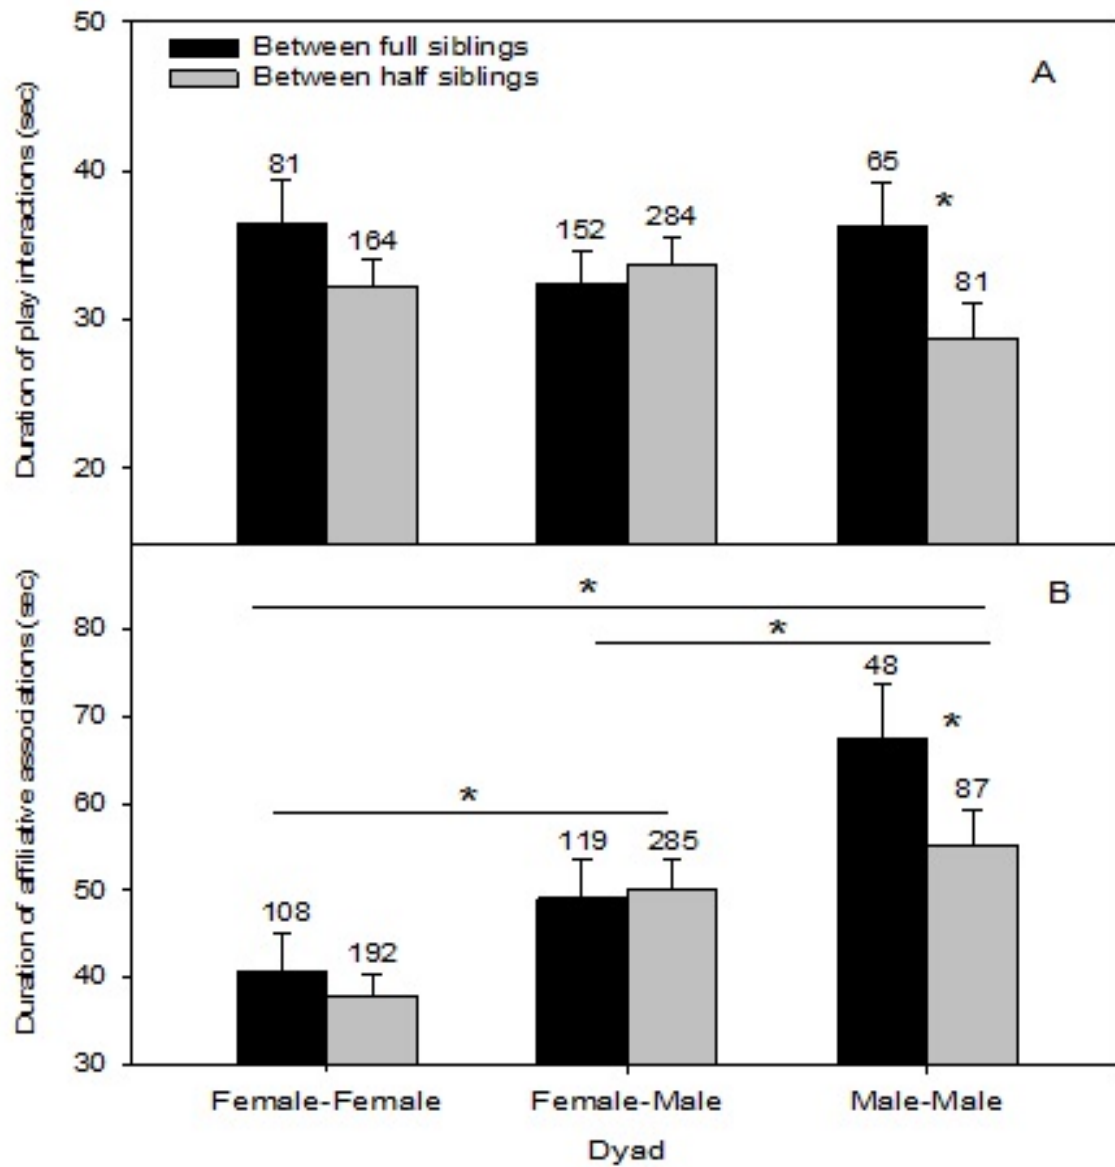 50
Between full siblings
Between half siblings
A
Duration of play interactions (sec)
40
30
20
81
164
152
284
65
*
81
B
Duration of affiliative associations (sec)
80
70
60
50
40
30
*
*
*
108
192
119
285
48
*
87
Female-Female
Female-Male
Male-Male
Dyad